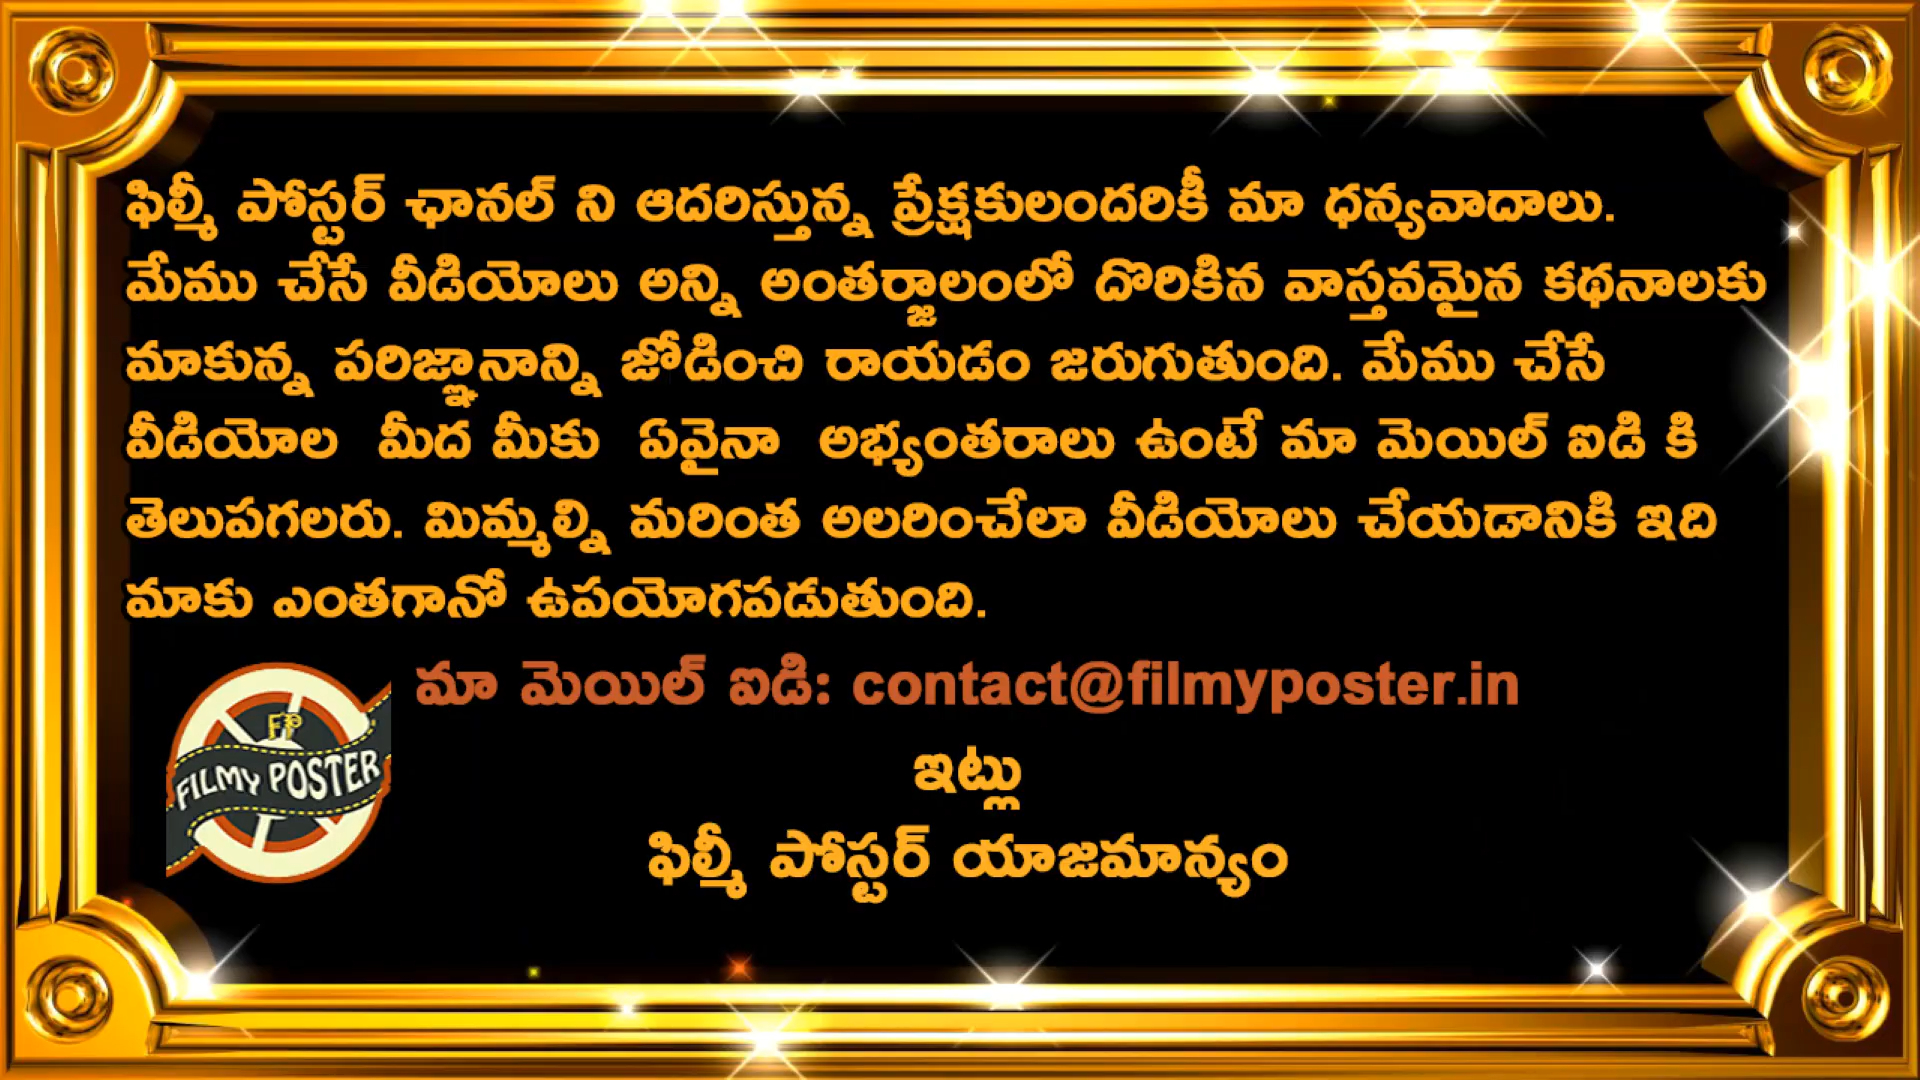 ఫిల్మీ పోస్టర్ ఛానల్ ని ఆదరిస్తున్న ప్రేక్షకులందరికీ మా ధన్యవాదాలు.
మేము చేసే వీడియోలు అన్ని అంతర్జాలంలో దొరికిన వాస్తవమైన కథనాలకు
మాకున్న పరిజ్ఞానాన్ని జోడించి రాయడం జరుగుతుంది. మేము చేసే
వీడియోల మీద మీకు ఏవైనా అభ్యంతరాలు ఉంటే మా మెయిల్ ఐడి కి
తెలుపగలరు. మిమ్మల్ని మరింత అలరించేలా వీడియోలు చేయడానికి ఇది
మాకు ఎంతగానో ఉపయోగపడుతుంది.
మా మెయిల్ ఐడి: contact@filmyposter.in
FP
FILMY POSTER
ఇట్లు
ఫిల్మీ పోస్టర్ యాజమాన్యం